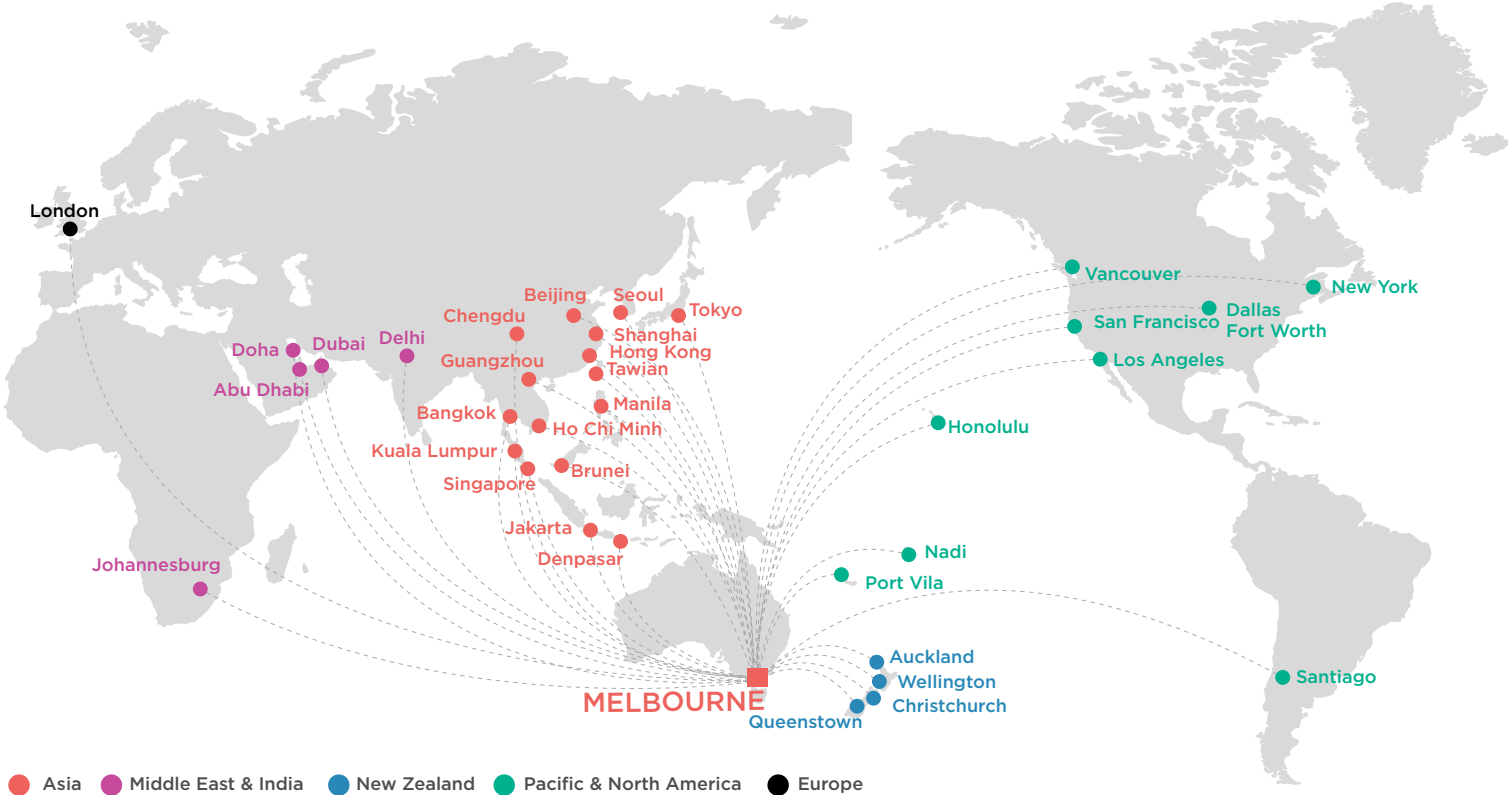 London
Beijing
Seoul
Chengdu
Tokyo
Shanghai
Doha
Dubai
Delhi
Hong Kong
Guangzhou
Tawian
Abu Dhabi
Bangkok
Manila
Ho Chi Minh
Kuala Lumpur
Brunei
Singapore
Jakarta
Denpasar
Johannesburg
MELBOURNE
Vancouver
New York
San Francisco
Dallas
Fort Worth
Los Angeles
Honolulu
Nadi
Port Vila
Auckland
Wellington
Christchurch
Queenstown
Santiago
Asia
Middle East & India
New Zealand
Pacific & North America
Europe